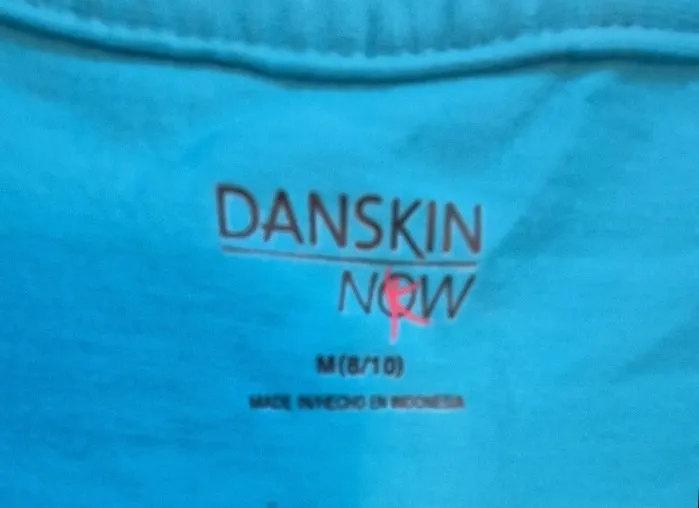 DANSKIN
NOW
K
M(8/10)
MADE IN/HECHO EN INDONESIA